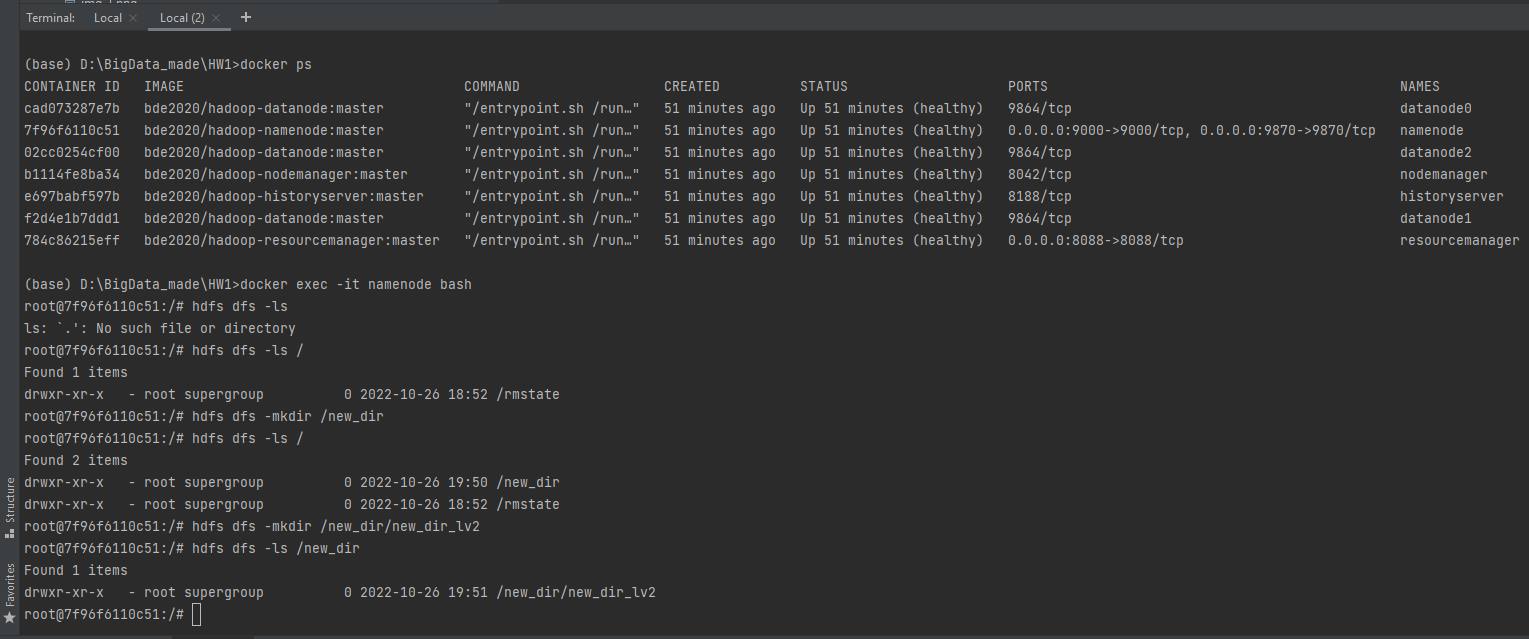 Terminal: Local × Local (2) × +
(base) D:\BigData_made\HW1>docker ps
CONTAINER ID   IMAGE                                COMMAND                  CREATED          STATUS                    PORTS                                            NAMES
cad073287e7b   bde2020/hadoop-datanode:master          "/entrypoint.sh /run…"   51 minutes ago   Up 51 minutes (healthy)   9864/tcp                                         datanode0
7f96f6110c51   bde2020/hadoop-namenode:master          "/entrypoint.sh /run…"   51 minutes ago   Up 51 minutes (healthy)   0.0.0.0:9000->9000/tcp, 0.0.0.0:9870->9870/tcp   namenode
02cc0254cf00   bde2020/hadoop-datanode:master          "/entrypoint.sh /run…"   51 minutes ago   Up 51 minutes (healthy)   9864/tcp                                         datanode2
b1114fe8ba34   bde2020/hadoop-nodemanager:master       "/entrypoint.sh /run…"   51 minutes ago   Up 51 minutes (healthy)   8042/tcp                                         nodemanager
e697babf597b   bde2020/hadoop-historyserver:master     "/entrypoint.sh /run…"   51 minutes ago   Up 51 minutes (healthy)   8188/tcp                                         historyserver
f2d4e1b7ddd1   bde2020/hadoop-datanode:master          "/entrypoint.sh /run…"   51 minutes ago   Up 51 minutes (healthy)   9864/tcp                                         datanode1
784c86215eff   bde2020/hadoop-resourcemanager:master   "/entrypoint.sh /run…"   51 minutes ago   Up 51 minutes (healthy)   0.0.0.0:8088->8088/tcp                           resourcemanager
(base) D:\BigData_made\HW1>docker exec -it namenode bash
root@7f96f6110c51:/# hdfs dfs -ls
ls: `.': No such file or directory
root@7f96f6110c51:/# hdfs dfs -ls /
Found 1 items
drwxr-xr-x   - root supergroup          0 2022-10-26 18:52 /rmstate
root@7f96f6110c51:/# hdfs dfs -mkdir /new_dir
root@7f96f6110c51:/# hdfs dfs -ls /
Found 2 items
drwxr-xr-x   - root supergroup          0 2022-10-26 19:50 /new_dir
drwxr-xr-x   - root supergroup          0 2022-10-26 18:52 /rmstate
root@7f96f6110c51:/# hdfs dfs -mkdir /new_dir/new_dir_lv2
root@7f96f6110c51:/# hdfs dfs -ls /new_dir
Found 1 items
drwxr-xr-x   - root supergroup          0 2022-10-26 19:51 /new_dir/new_dir_lv2
root@7f96f6110c51:/#
Structure
Favorites